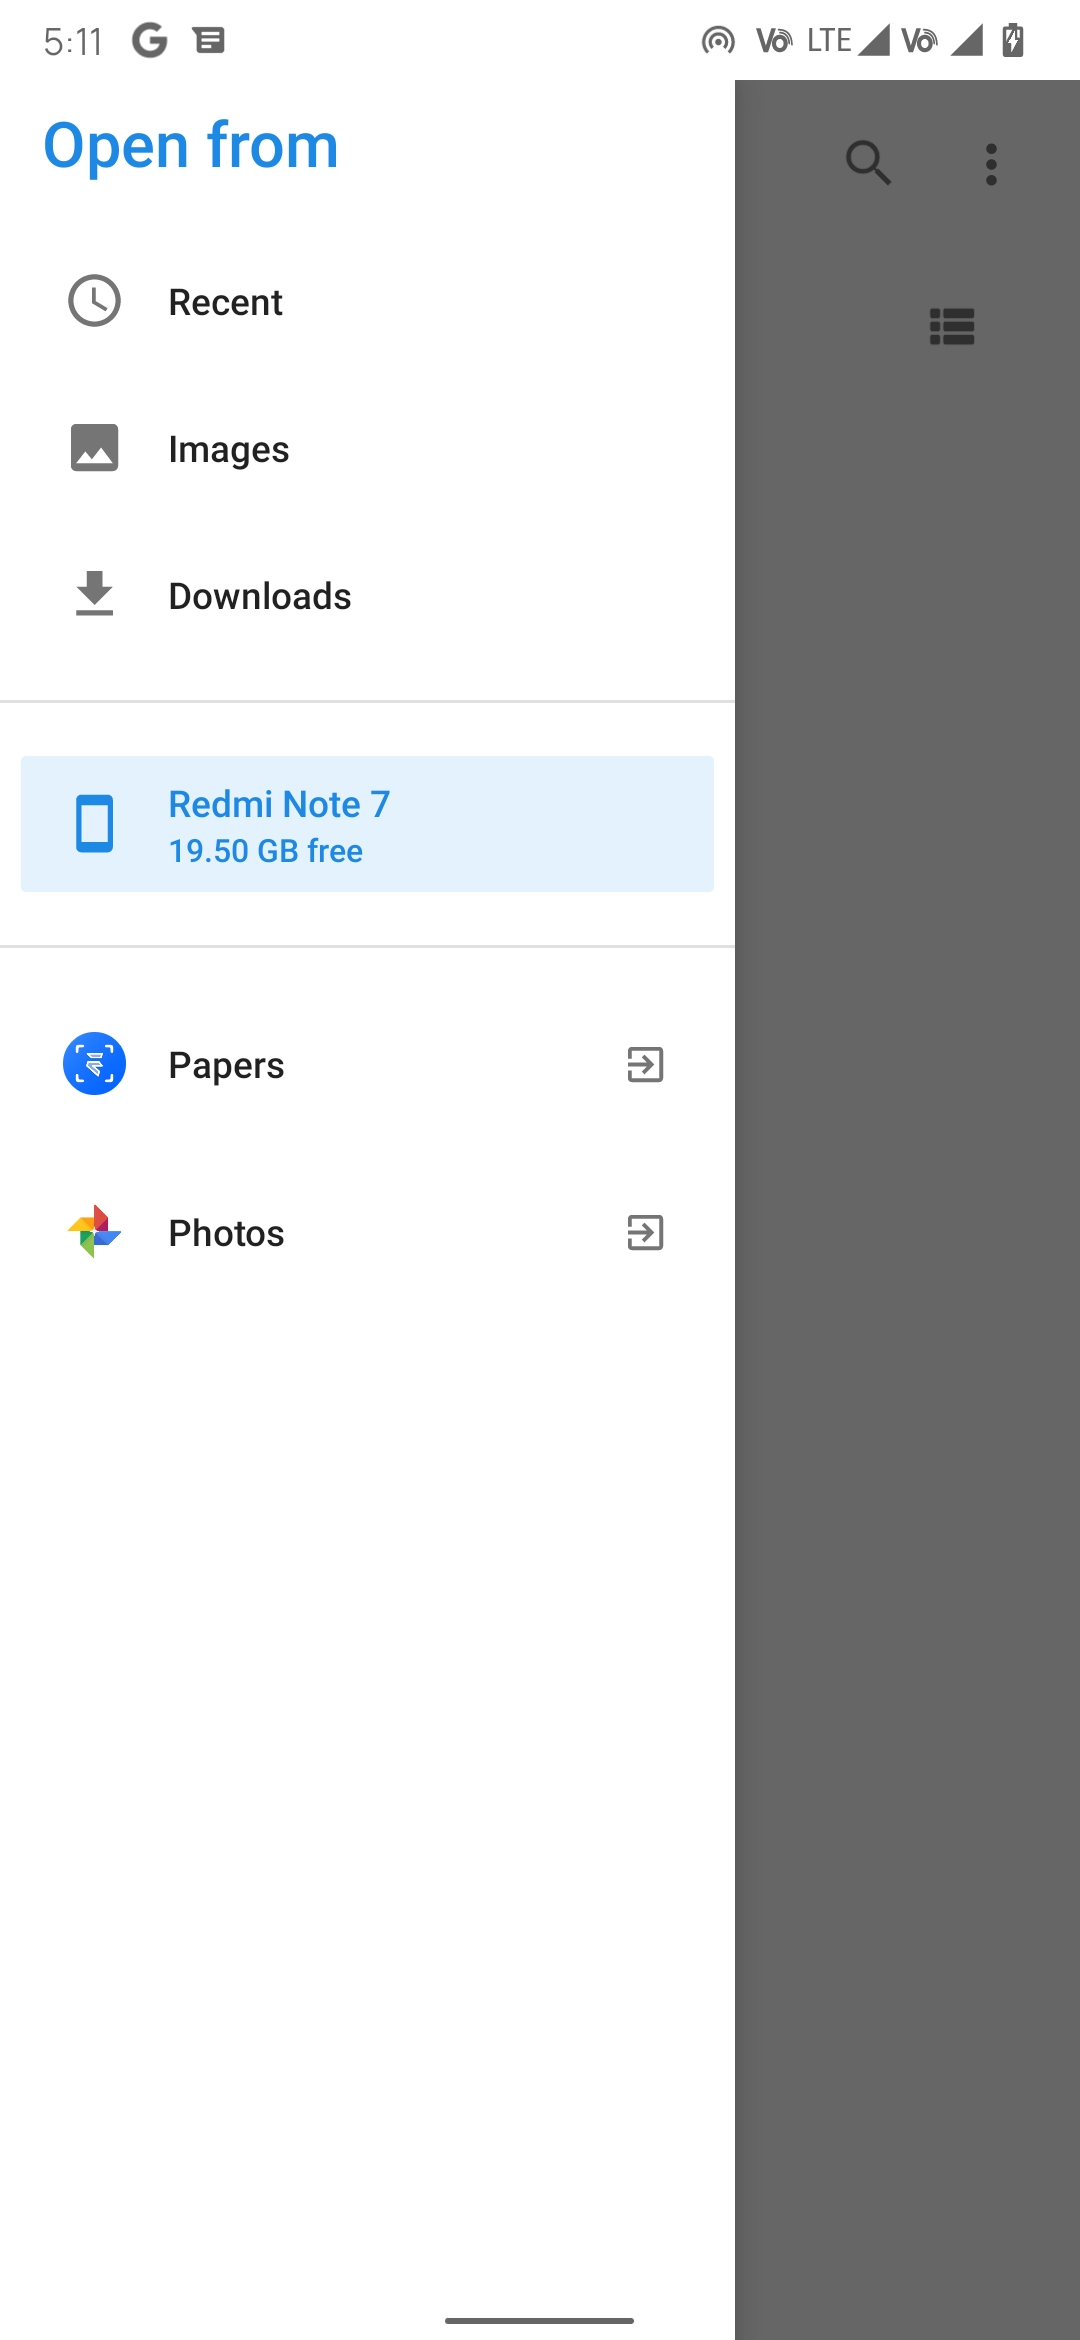 5:11
Vo LTE Vo
Open from
Recent
Images
Downloads
Redmi Note 7
19.50 GB free
Papers
Photos